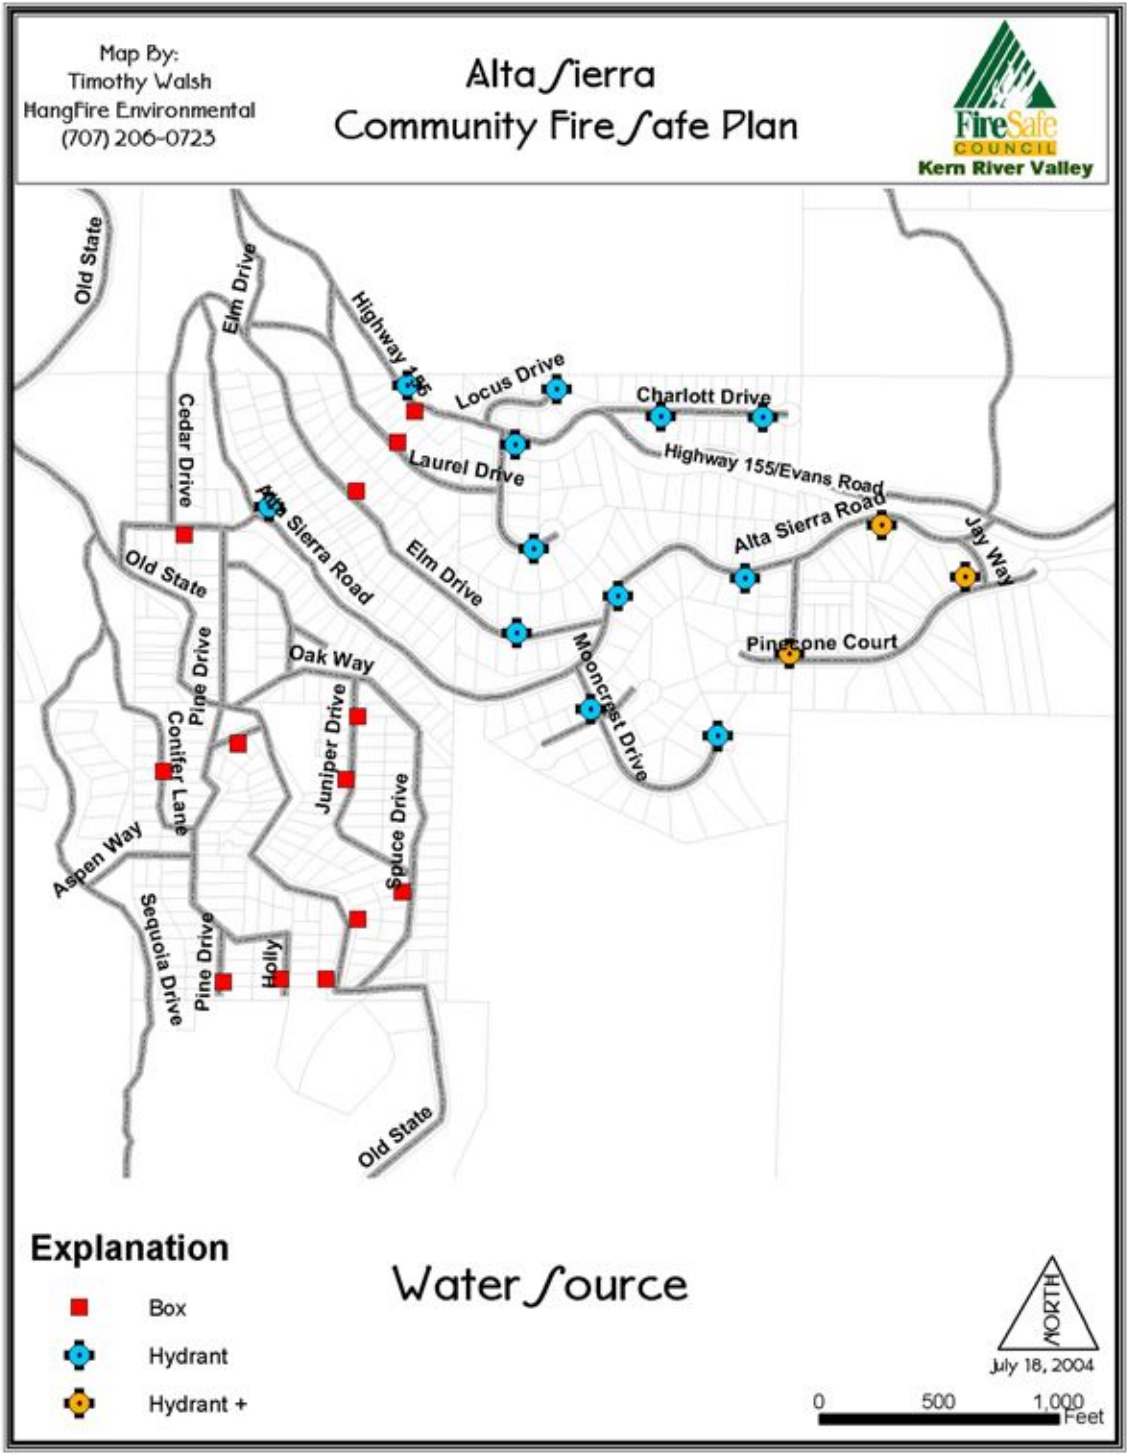 Map By:
Timothy Walsh
HangFire Environmental
(707) 206-0723
Alta Sierra
Community Fire Safe Plan
FireSafe
COUNCIL
Kern River Valley
Old State
Elm Drive
Highway 155
Locus Drive
Charlott Drive
Cedar Drive
Laurel Drive
Highway 155/Evans Road
Alta Sierra Road
Alta Sierra Road
Jay Way
Old State
Elm Drive
Pine Drive
Oak Way
Mooncrest Drive
Pinecone Court
Conifer Lane
Juniper Drive
Spuce Drive
Aspen Way
Sequoia Drive
Pine Drive
Holly
Old State
Explanation
Box
Hydrant
Hydrant +
Water Source
NORTH
July 18, 2004
0 500 1,000
Feet